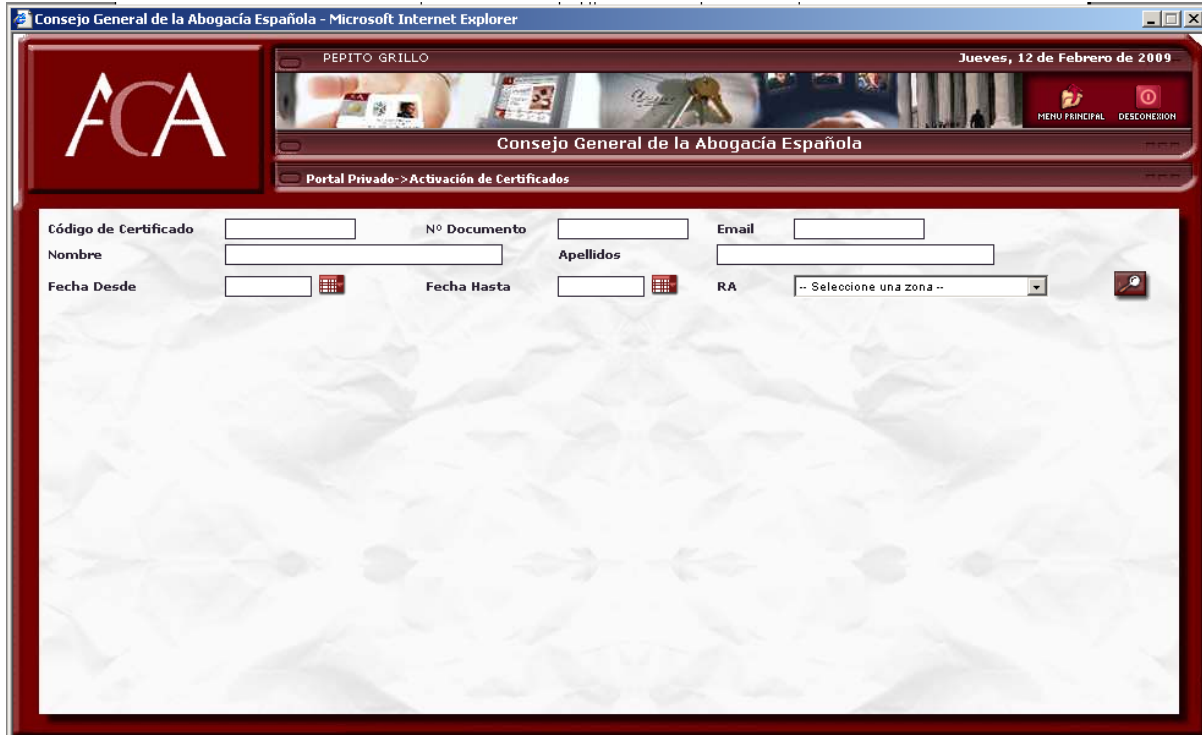 Consejo General de la Abogacía Española - Microsoft Internet Explorer
PEPITO GRILLO
Jueves, 12 de Febrero de 2009
ACA
MENU PRINCIPAL DESCONEXION
Consejo General de la Abogacía Española
Portal Privado->Activación de Certificados
Código de Certificado Nº Documento Email
Nombre Apellidos
Fecha Desde Fecha Hasta RA -- Seleccione una zona --